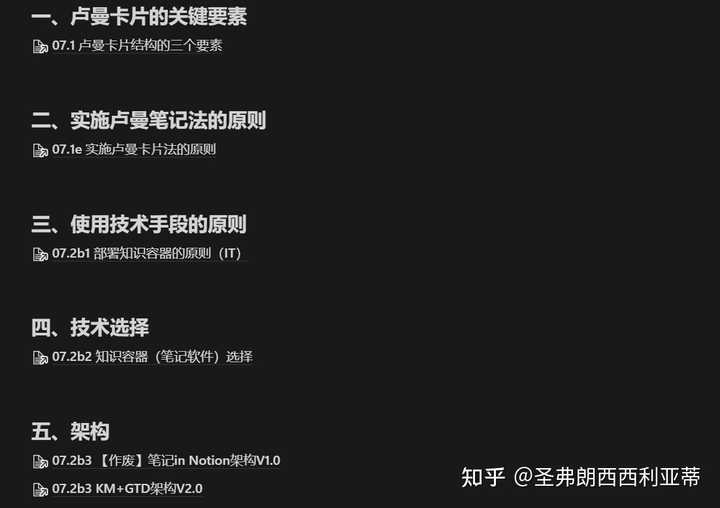 一、卢曼卡片的关键要素
07.1 卢曼卡片结构的三个要素
二、实施卢曼笔记法的原则
07.1e 实施卢曼卡片法的原则
三、使用技术手段的原则
07.2b1 部署知识容器的原则（IT）
四、技术选择
07.2b2 知识容器（笔记软件）选择
五、架构
07.2b3 【作废】笔记in Notion架构V1.0
07.2b3 KM+GTD架构V2.0
知乎 @圣弗朗西西利亚蒂